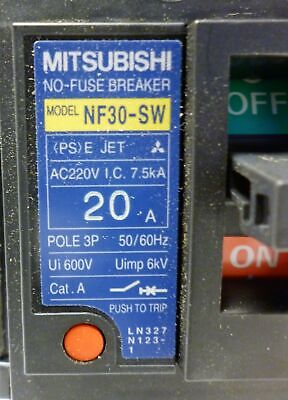 MITSUBISHI
NO-FUSE BREAKER
MODEL NF30-SW
⟨PS⟩E JET
AC220V I.C. 7.5kA
20 A
POLE 3P 50/60Hz
Ui 600V Uimp 6kV
Cat. A
PUSH TO TRIP
LN327
N123-
1
OFF
ON